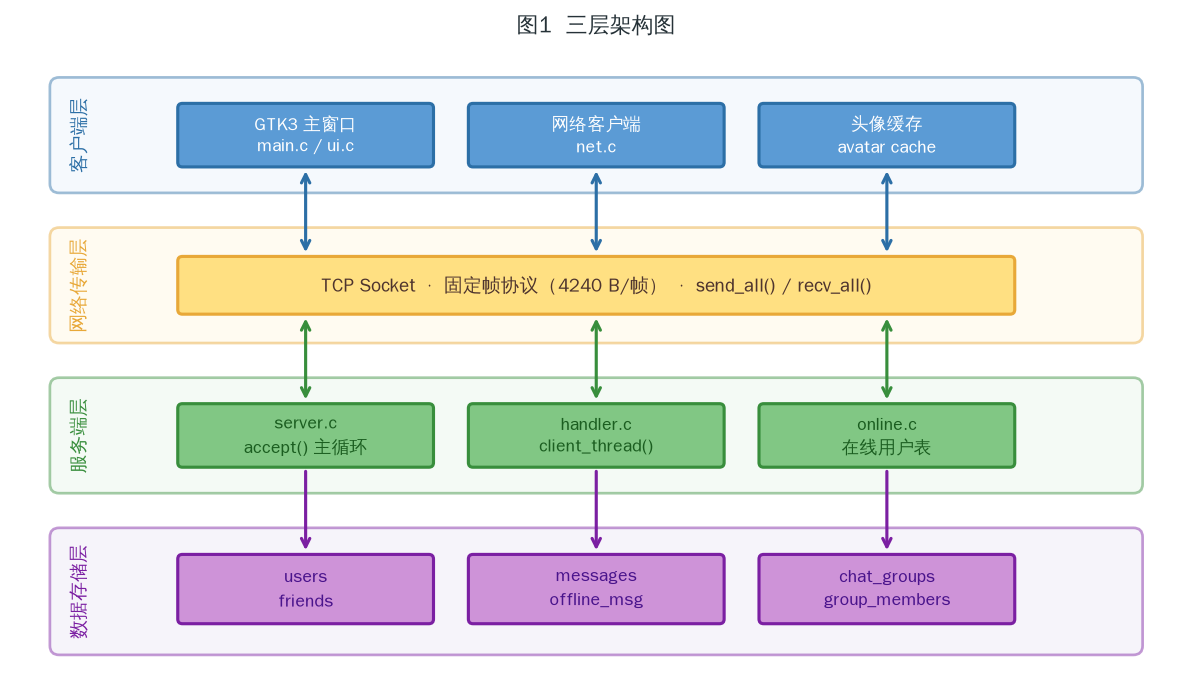 图1 三层架构图
客户端层
GTK3 主窗口
main.c / ui.c
网络客户端
net.c
头像缓存
avatar cache
网络传输层
TCP Socket · 固定帧协议（4240 B/帧） · send_all() / recv_all()
服务端层
server.c
accept() 主循环
handler.c
client_thread()
online.c
在线用户表
数据存储层
users
friends
messages
offline_msg
chat_groups
group_members